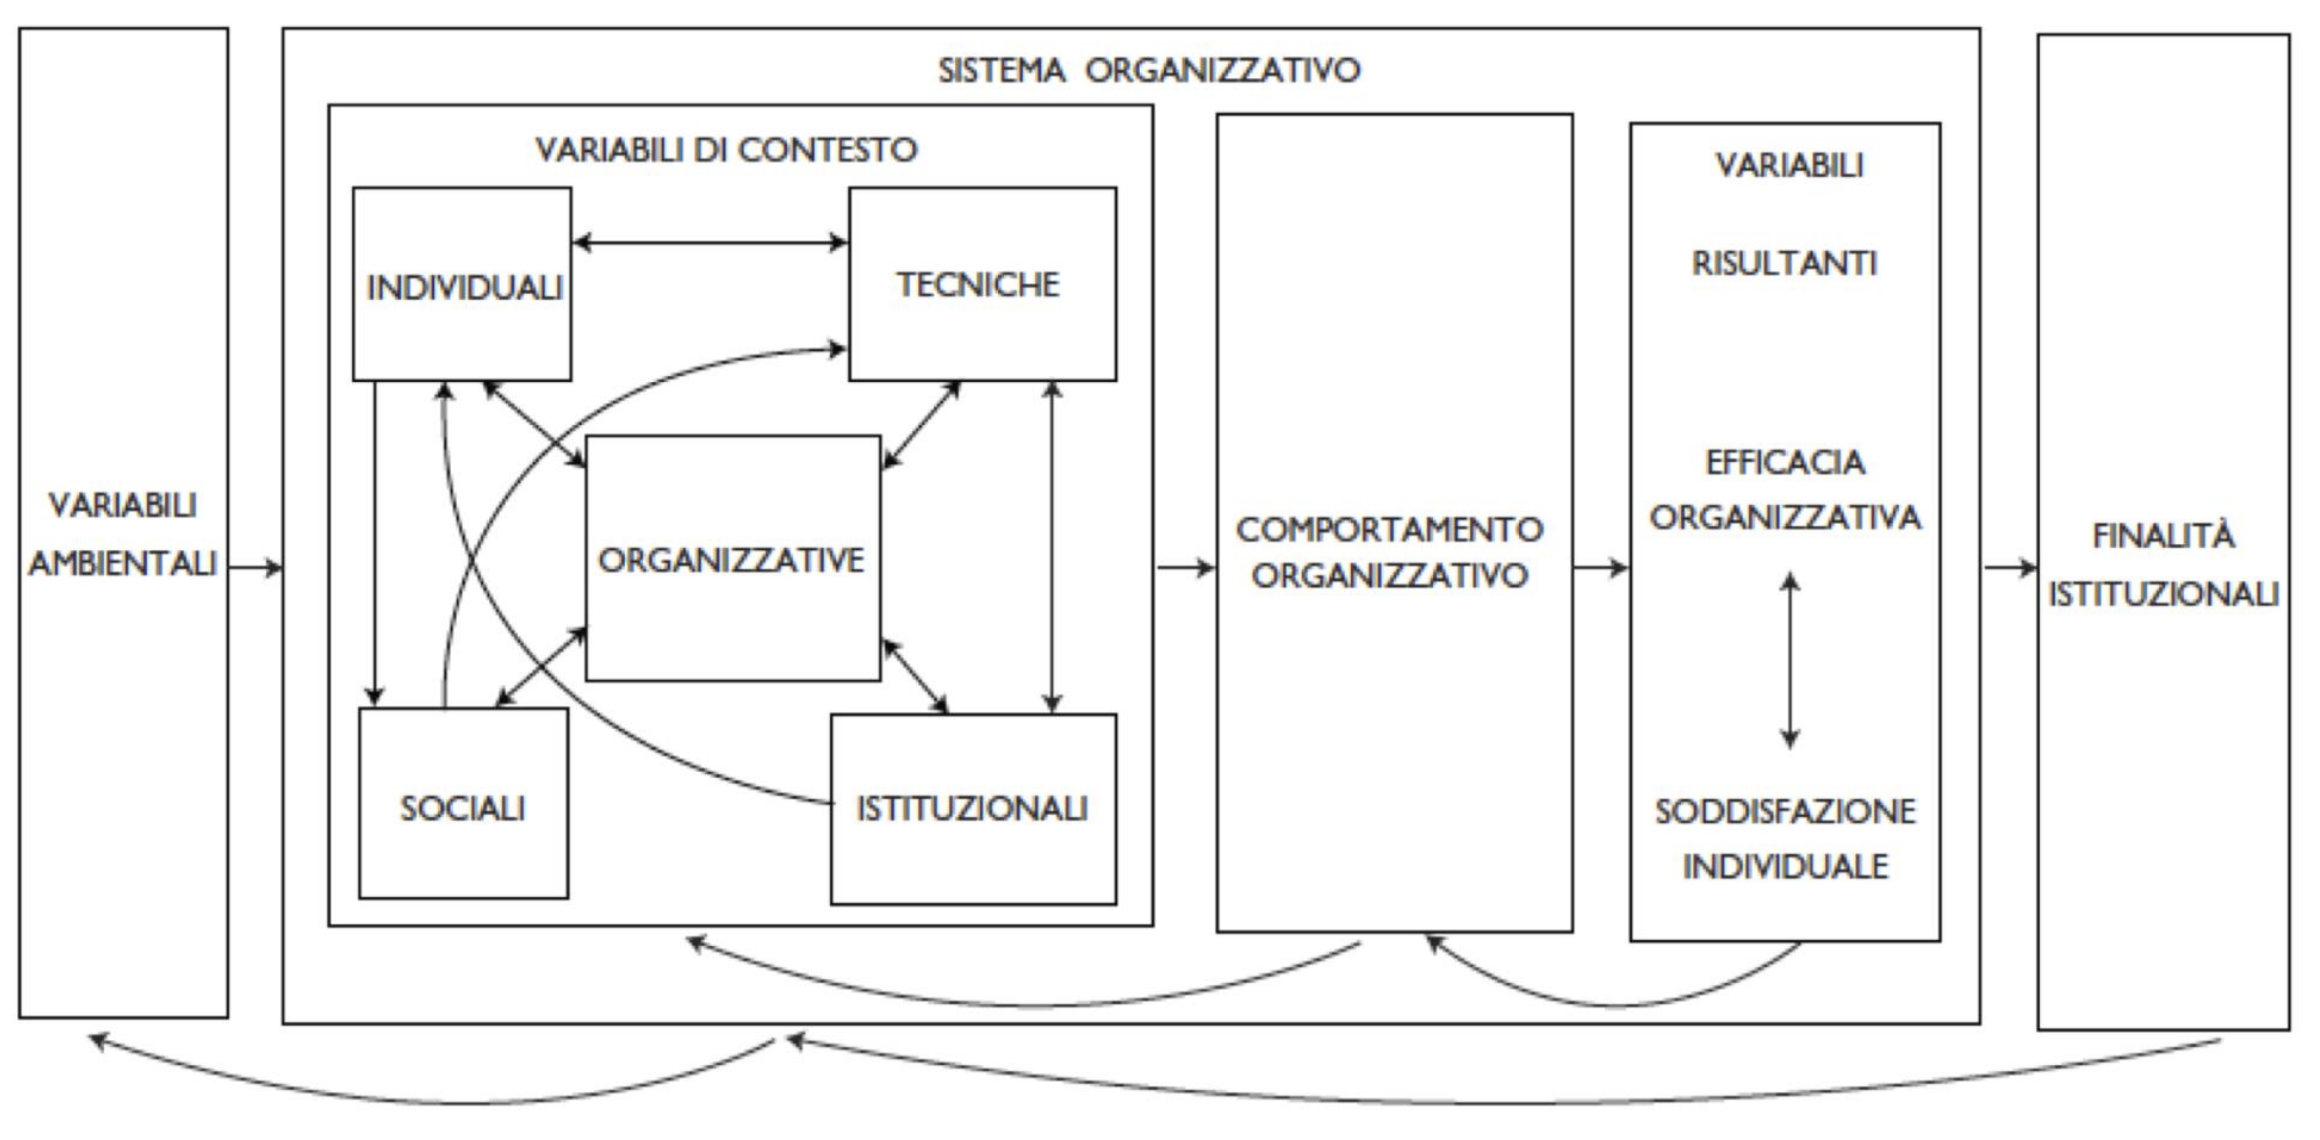 SISTEMA ORGANIZZATIVO
VARIABILI
AMBIENTALI
VARIABILI DI CONTESTO
INDIVIDUALI
TECNICHE
ORGANIZZATIVE
SOCIALI
ISTITUZIONALI
COMPORTAMENTO
ORGANIZZATIVO
VARIABILI
RISULTANTI
EFFICACIA
ORGANIZZATIVA
SODDISFAZIONE
INDIVIDUALE
FINALITÀ
ISTITUZIONALI